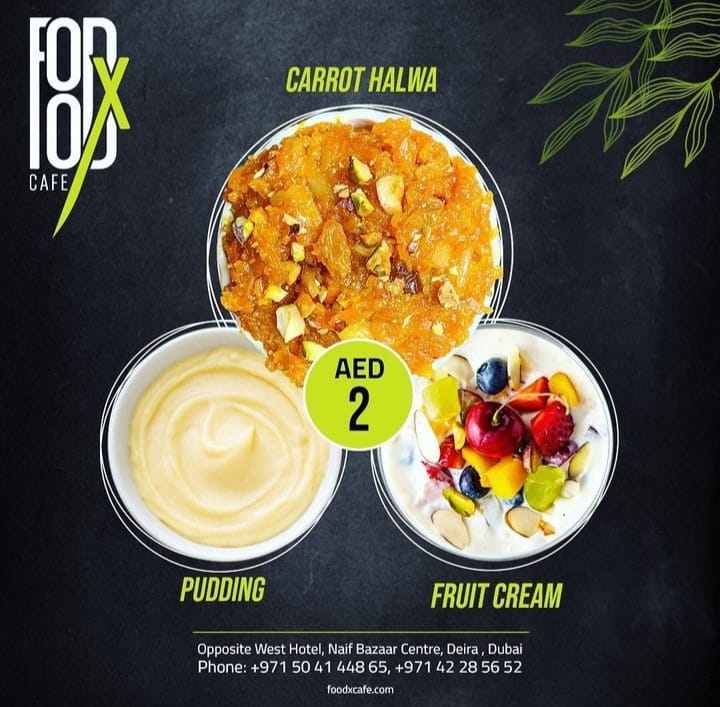 FOOD X
CAFE
CARROT HALWA
AED
2
PUDDING
FRUIT CREAM
Opposite West Hotel, Naif Bazaar Centre, Deira , Dubai
Phone: +971 50 41 448 65, +971 42 28 56 52
foodxcafe.com